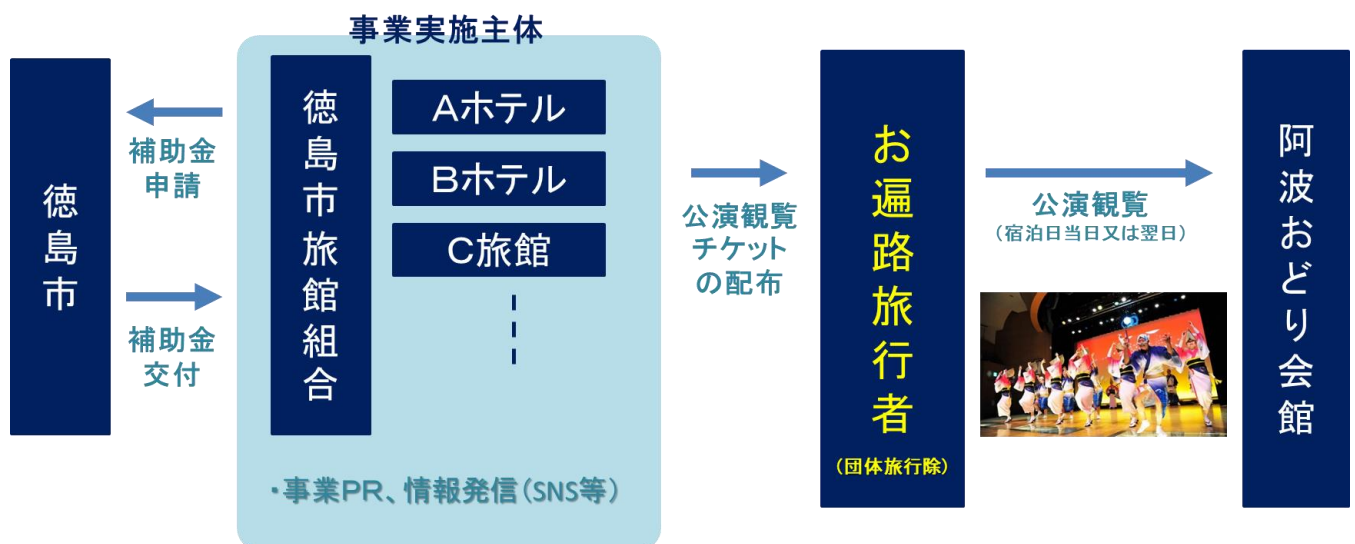 事業実施主体
徳島市
補助金
申請
補助金
交付
徳島市旅館組合
Aホテル
Bホテル
C旅館
・事業PR、情報発信(SNS等)
公演観覧
チケット
の配布
お遍路旅行者
(団体旅行除)
公演観覧
(宿泊日当日又は翌日)
阿波おどり会館